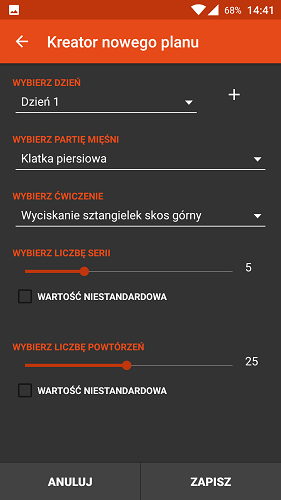 68% 14:41
Kreator nowego planu
WYBIERZ DZIEŃ
Dzień 1
WYBIERZ PARTIĘ MIĘŚNI
Klatka piersiowa
WYBIERZ ĆWICZENIE
Wyciskanie sztangielek skos górny
WYBIERZ LICZBĘ SERII
5
WARTOŚĆ NIESTANDARDOWA
WYBIERZ LICZBĘ POWTÓRZEŃ
25
WARTOŚĆ NIESTANDARDOWA
ANULUJ ZAPISZ